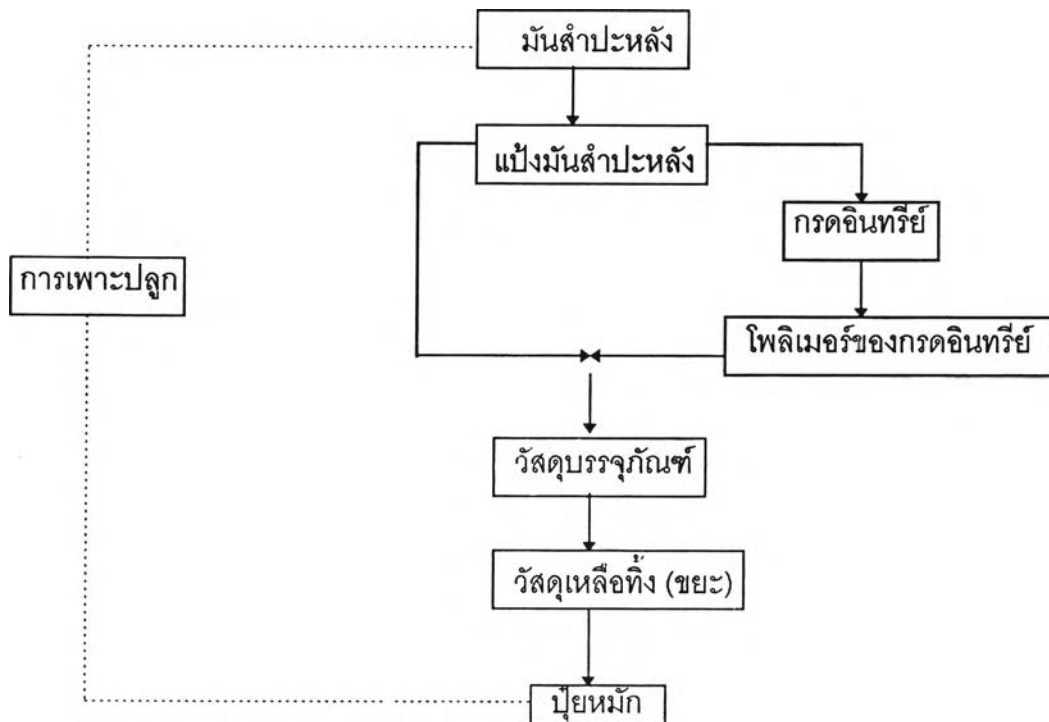 มันสำปะหลัง
แป้งมันสำปะหลัง
กรดอินทรีย์
การเพาะปลูก
โพลิเมอร์ของกรดอินทรีย์
วัสดุบรรจุภัณฑ์
วัสดุเหลือทิ้ง (ขยะ)
ปุ๋ยหมัก